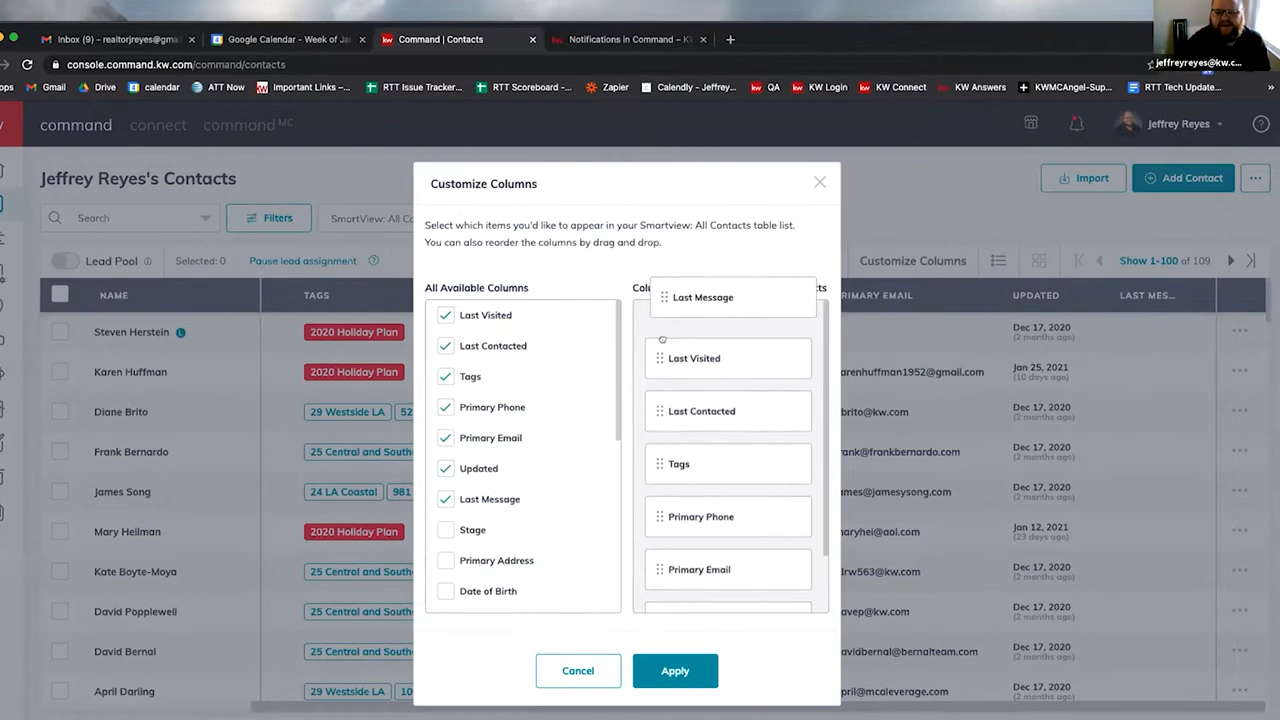 Inbox (9) - realtorjreyes@gma
Google Calendar - Week of Ja
Command | Contacts
Notifications in Command – K
console.command.kw.com/command/contacts
jeffreyreyes@kw.c...
Gmail
Drive
calendar
ATT Now
Important Links –...
RTT Issue Tracker...
RTT Scoreboard -...
Zapier
Calendly - Jeffrey...
QA
KW Login
KW Connect
KW Answers
KWMCAngel-Sup...
RTT Tech Update...
command
connect
command MC
Jeffrey Reyes
Jeffrey Reyes's Contacts
Import
Add Contact
Search
Filters
SmartView: All Co
Lead Pool
Selected: 0
Pause lead assignment
Customize Columns
Show 1-100 of 109
NAME
TAGS
RIMARY EMAIL
UPDATED
LAST MES...
Steven Herstein
2020 Holiday Plan
Dec 17, 2020
(2 months ago)
Karen Huffman
2020 Holiday Plan
arenhuffman1952@gmail.com
Jan 25, 2021
(10 days ago)
Diane Brito
29 Westside LA
52
brito@kw.com
Dec 17, 2020
(2 months ago)
Frank Bernardo
25 Central and South
@frankbernardo.com
Dec 17, 2020
(2 months ago)
James Song
24 LA Coastal
981
ames@jamesysong.com
Dec 17, 2020
(2 months ago)
Mary Heilman
2020 Holiday Plan
maryhei@aol.com
Jan 12, 2021
(23 days ago)
Kate Boyte-Moya
25 Central and South
rw563@kw.com
Dec 17, 2020
(2 months ago)
David Popplewell
25 Central and South
avep@kw.com
Dec 17, 2020
(2 months ago)
David Bernal
25 Central and South
davidbernal@bernalteam.com
Dec 17, 2020
(2 months ago)
April Darling
29 Westside LA
10
pril@mcaleverage.com
Dec 17, 2020
(2 months ago)
Customize Columns
Select which items you'd like to appear in your Smartview: All Contacts table list.
You can also reorder the columns by drag and drop.
All Available Columns
Last Visited
Last Contacted
Tags
Primary Phone
Primary Email
Updated
Last Message
Stage
Primary Address
Date of Birth
Colu
ts
Last Message
Last Visited
Last Contacted
Tags
Primary Phone
Primary Email
Cancel
Apply